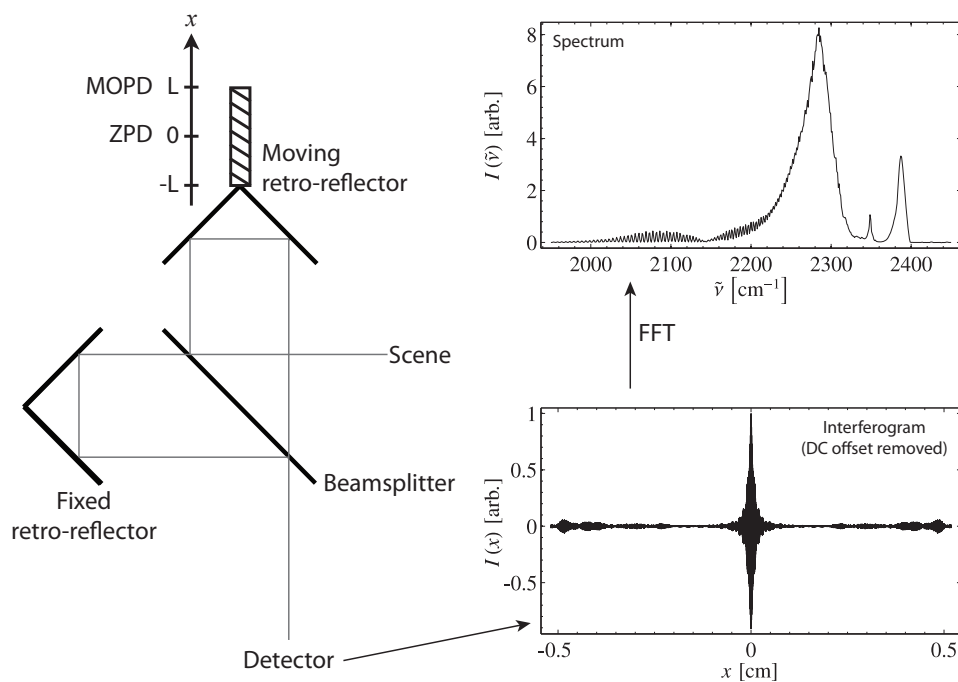 x
MOPD L
ZPD 0
-L
Moving
retro-reflector
Scene
Beamsplitter
Fixed
retro-reflector
Detector
Spectrum
I(ν̃) [arb.]
8
6
4
2
0
2000 2100 2200 2300 2400
ν̃ [cm⁻¹]
FFT
Interferogram
(DC offset removed)
I(x) [arb.]
1
0.5
0
-0.5
-0.5 0 0.5
x [cm]